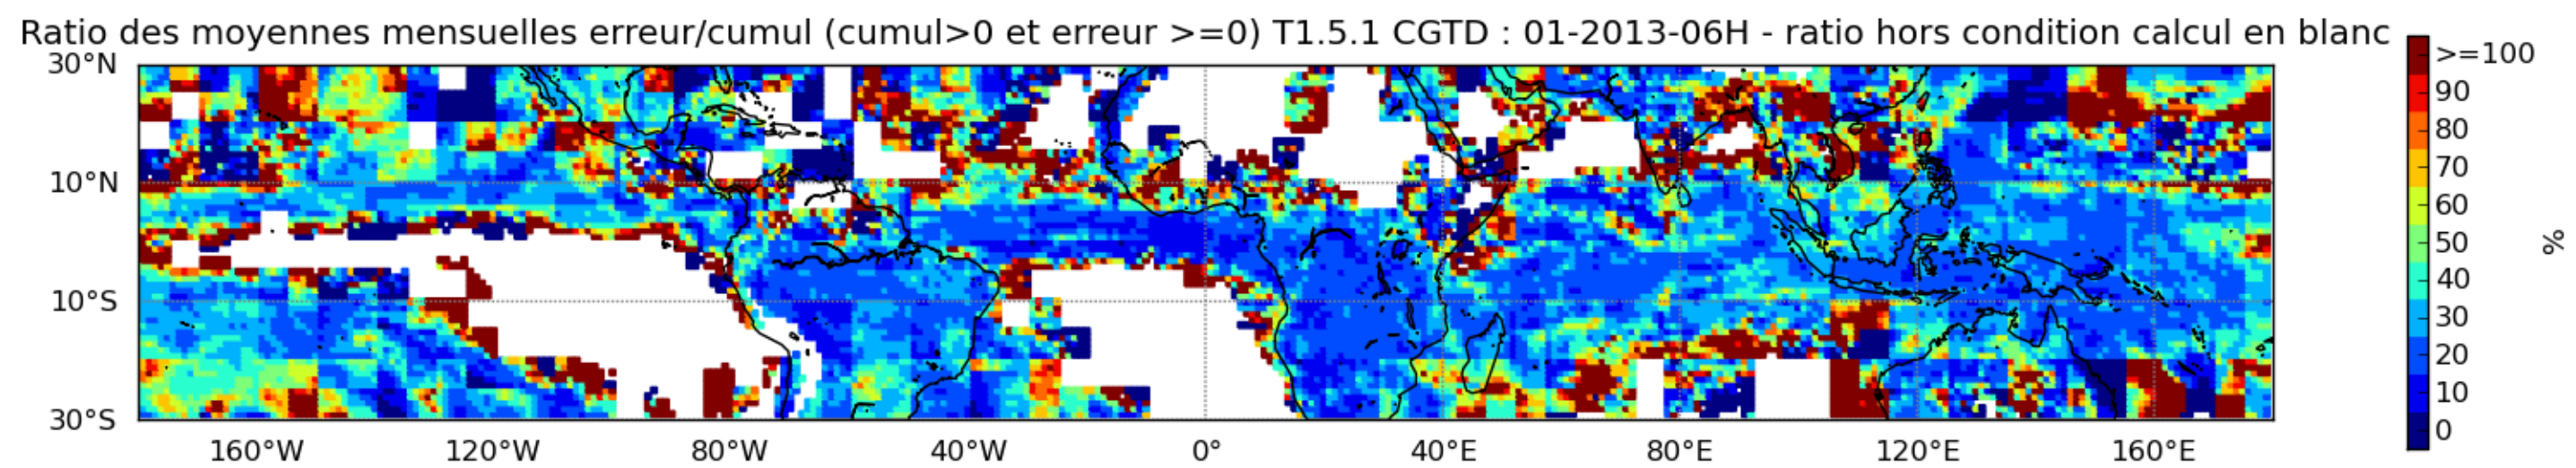 Ratio des moyennes mensuelles erreur/cumul (cumul>0 et erreur >=0) T1.5.1 CGTD : 01-2013-06H - ratio hors condition calcul en blanc
30°N
10°N
10°S
30°S
160°W 120°W 80°W 40°W 0° 40°E 80°E 120°E 160°E
>=100
90
80
70
60
50
40
30
20
10
0
%